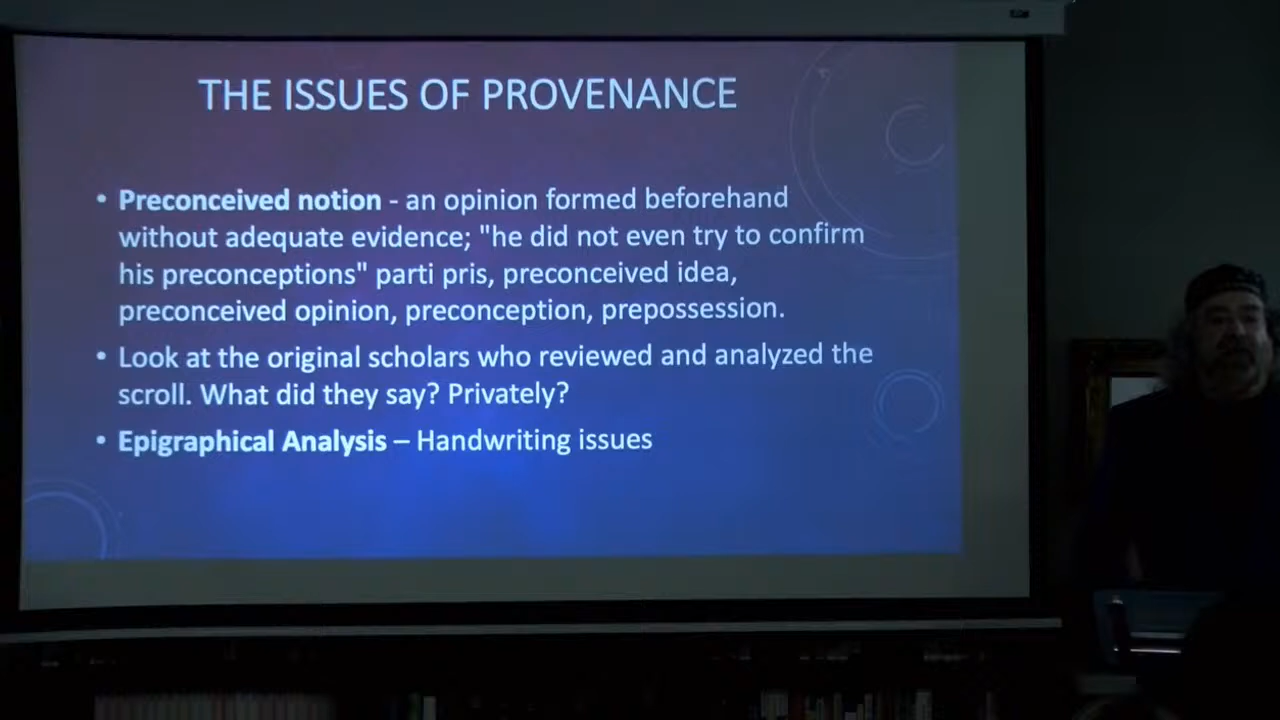 THE ISSUES OF PROVENANCE
• Preconceived notion - an opinion formed beforehand
without adequate evidence; "he did not even try to confirm
his preconceptions" parti pris, preconceived idea,
preconceived opinion, preconception, prepossession.
• Look at the original scholars who reviewed and analyzed the
scroll. What did they say? Privately?
• Epigraphical Analysis – Handwriting issues